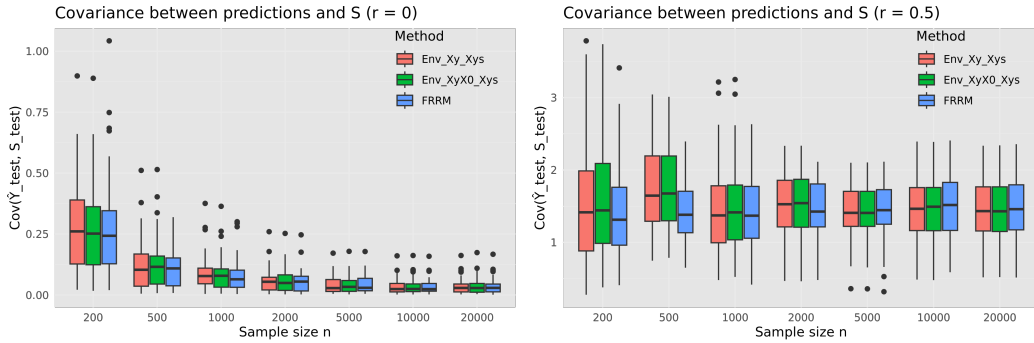 Covariance between predictions and S (r = 0)
Cov(Ŷ_test, S_test)
1.00
0.75
0.50
0.25
0.00
Method
Env_Xy_Xys
Env_XyX0_Xys
FRRM
200 500 1000 2000 5000 10000 20000
Sample size n
Covariance between predictions and S (r = 0.5)
Cov(Ŷ_test, S_test)
3
2
1
Method
Env_Xy_Xys
Env_XyX0_Xys
FRRM
200 500 1000 2000 5000 10000 20000
Sample size n